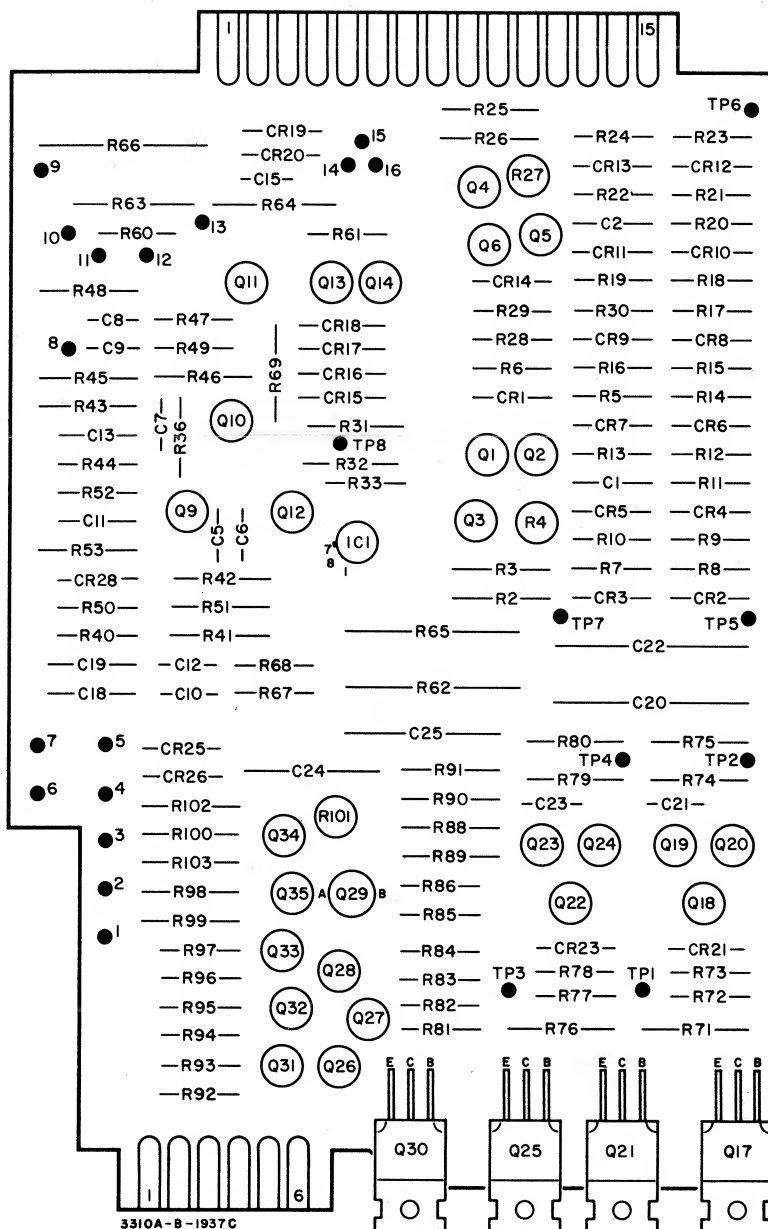 1 15
R25 TP6
CR19 15 R26 R24 R23
R66 CR20 14 16 CR13 CR12
9 C15 Q4 R27 R22 R21
R63 R64 C2 R20
10 R60 13 R61 Q6 Q5 CR11 CR10
11 12
R48 Q11 Q13 Q14 CR14 R19 R18
C8 R47 CR18 R29 R30 R17
8 C9 R49 R69 CR17 R28 CR9 CR8
R45 R46 CR16 R6 R16 R15
R43 CR15 CR1 R5 R14
C7 R36 Q10 R31 CR7 CR6
C13 TP8
R44 R32 Q1 Q2 R13 R12
R52 R33 C1 R11
C11 Q9 C5 C6 Q12 Q3 R4 CR5 CR4
R53 7 8 1 IC1 R10 R9
CR28 R42 R3 R7 R8
R50 R51 R2 CR3 CR2
R40 R41 R65 TP7 TP5
C22
C19 C12 R68
C18 C10 R67 R62 C20
7 5 CR25 C25 R80 R75
CR26 C24 R91 TP4 TP2
6 4 R79 R74
R102 R101 R90 C23 C21
3 R100 Q34 R88 Q23 Q24 Q19 Q20
R103 R89
2 R98 Q35 A Q29 B R86 Q22 Q18
R99 R85
1 R97 Q33 R84 CR23 CR21
R96 Q28 R83 TP3 R78 TP1 R73
R95 Q32 R82 R77 R72
R94 Q27 R81 R76 R71
R93 Q31 Q26 E C B E C B E C B E C B
R92
Q30 Q25 Q21 Q17
1 6
3310A-B-1937C